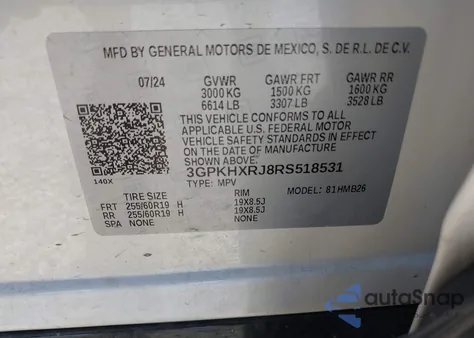 MFD BY GENERAL MOTORS DE MEXICO, S. DE R.L. DE C.V.
07/24 GVWR GAWR FRT GAWR RR
3000 KG 1500 KG 1600 KG
6614 LB 3307 LB 3528 LB
THIS VEHICLE CONFORMS TO ALL
APPLICABLE U.S. FEDERAL MOTOR
VEHICLE SAFETY STANDARDS IN EFFECT
ON THE DATE OF MANUFACTURE SHOWN ABOVE.
3GPKHXRJ8RS518531
140X TYPE: MPV MODEL: 81HMB26
TIRE SIZE RIM
FRT 255/60R19 H 19X8.5J
RR 255/60R19 H 19X8.5J
SPA NONE NONE
autoSnap